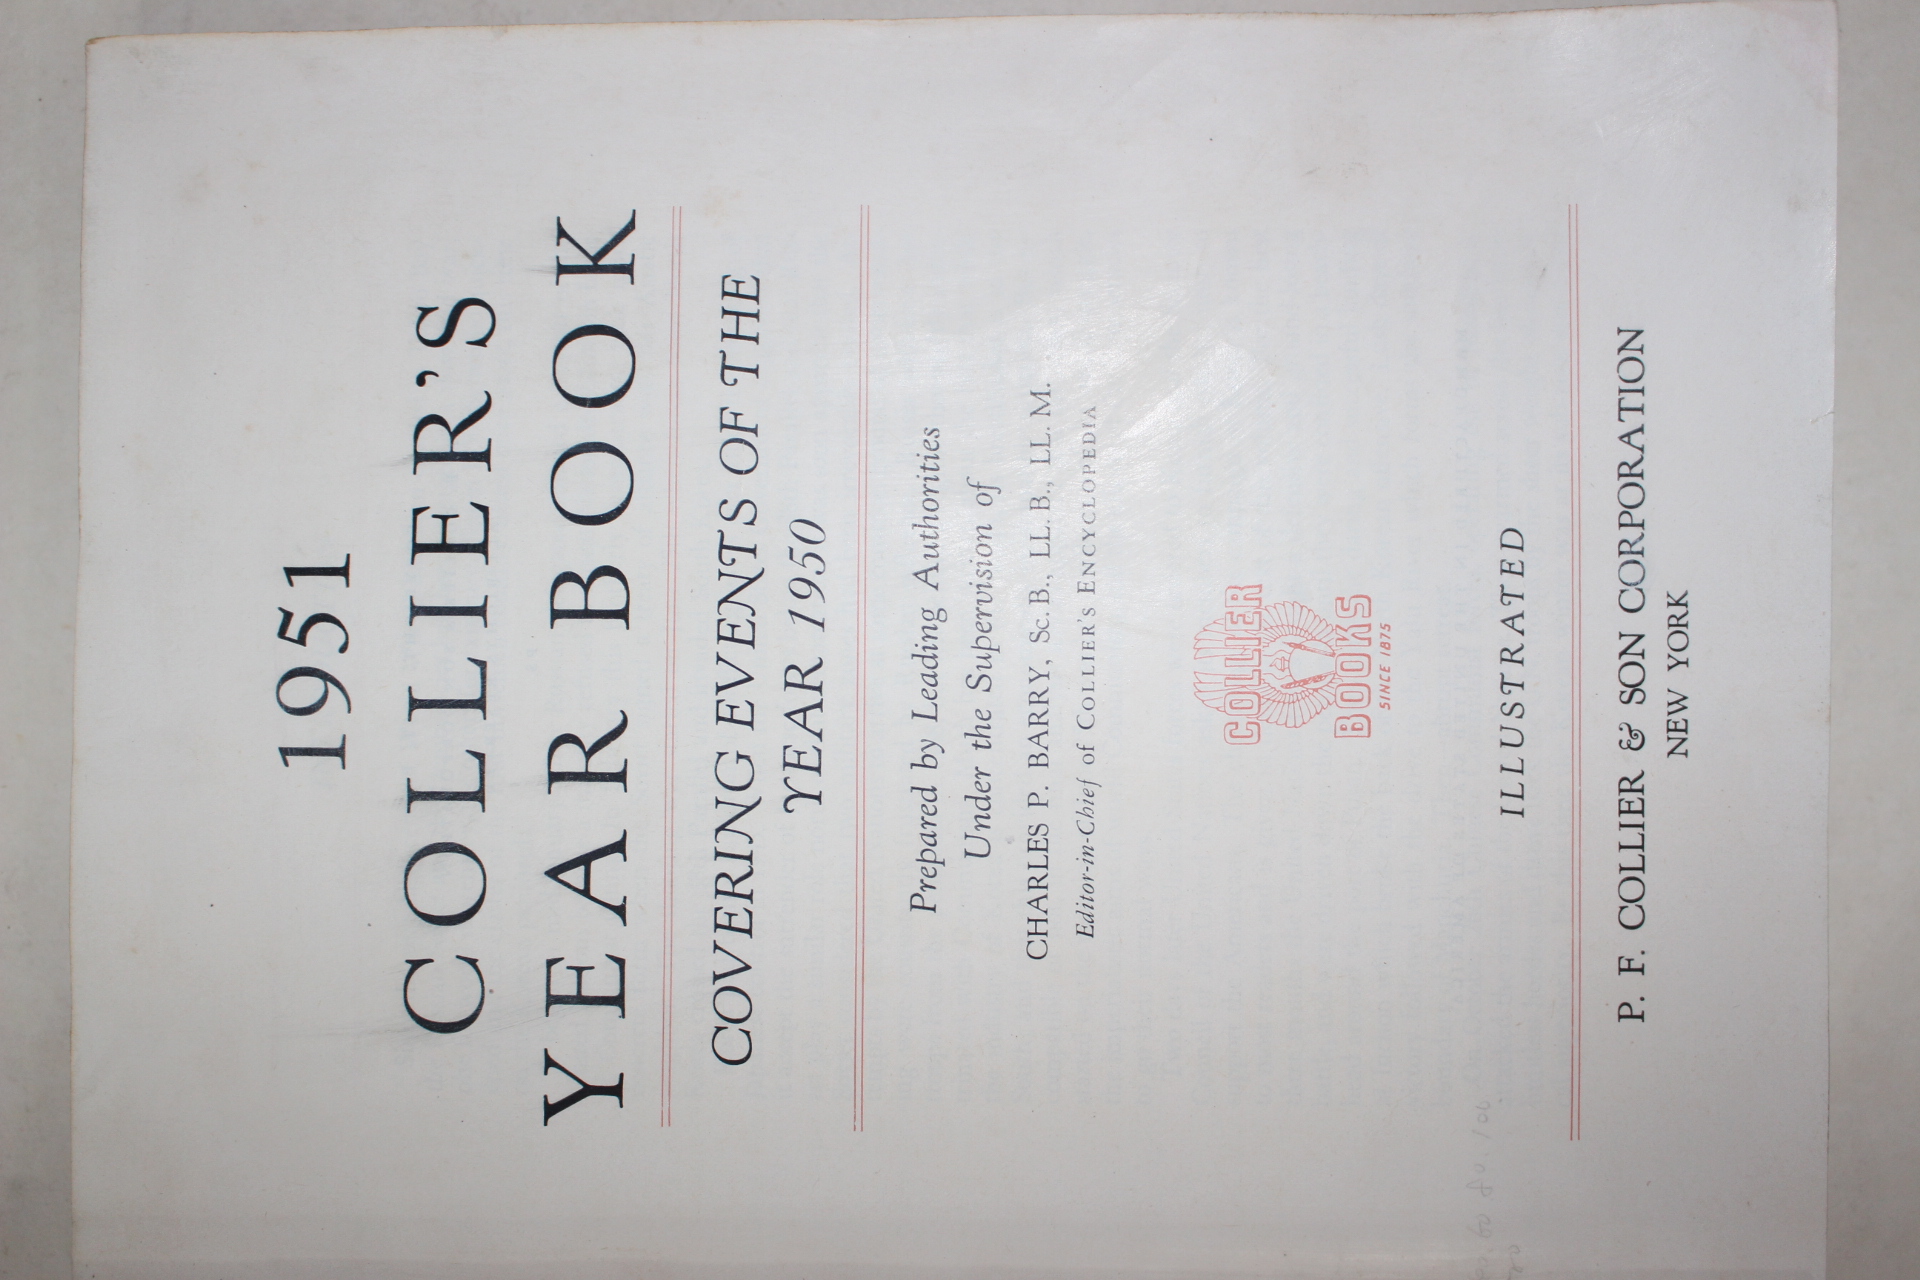 1951
COLLIER'S
YEAR BOOK
COVERING EVENTS OF THE
YEAR 1950
Prepared by Leading Authorities
Under the Supervision of
CHARLES P. BARRY, Sc. B., LL. B., LL. M.
Editor-in-Chief of COLLIER'S ENCYCLOPEDIA
COLLIER
BOOKS
SINCE 1875
ILLUSTRATED
P. F. COLLIER & SON CORPORATION
NEW YORK